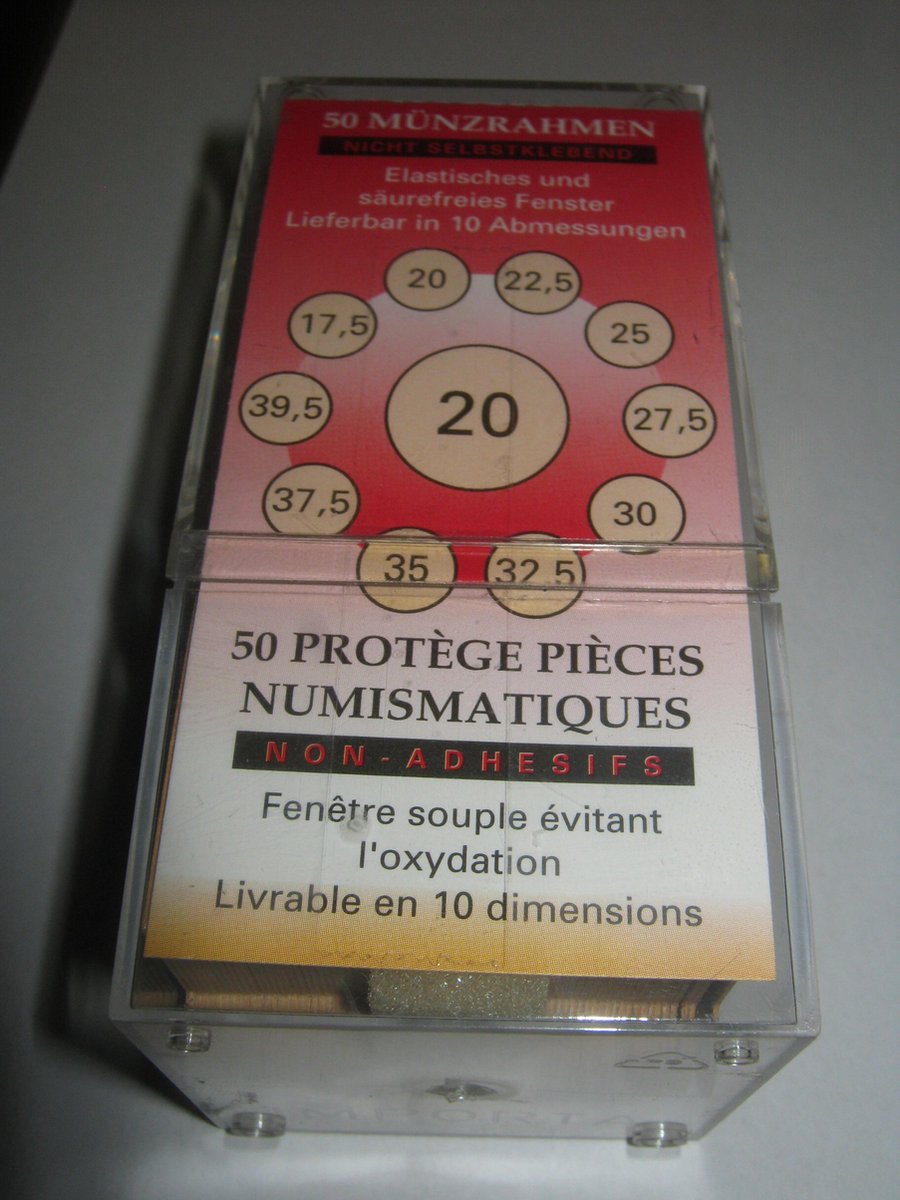 50 MÜNZRAHMEN
NICHT SELBSTKLEBEND
Elastisches und
säurefreies Fenster
Lieferbar in 10 Abmessungen
20
22,5
17,5
25
39,5
20
27,5
37,5
30
35
32,5
50 PROTÈGE PIÈCES
NUMISMATIQUES
NON-ADHESIFS
Fenêtre souple évitant
l'oxydation
Livrable en 10 dimensions